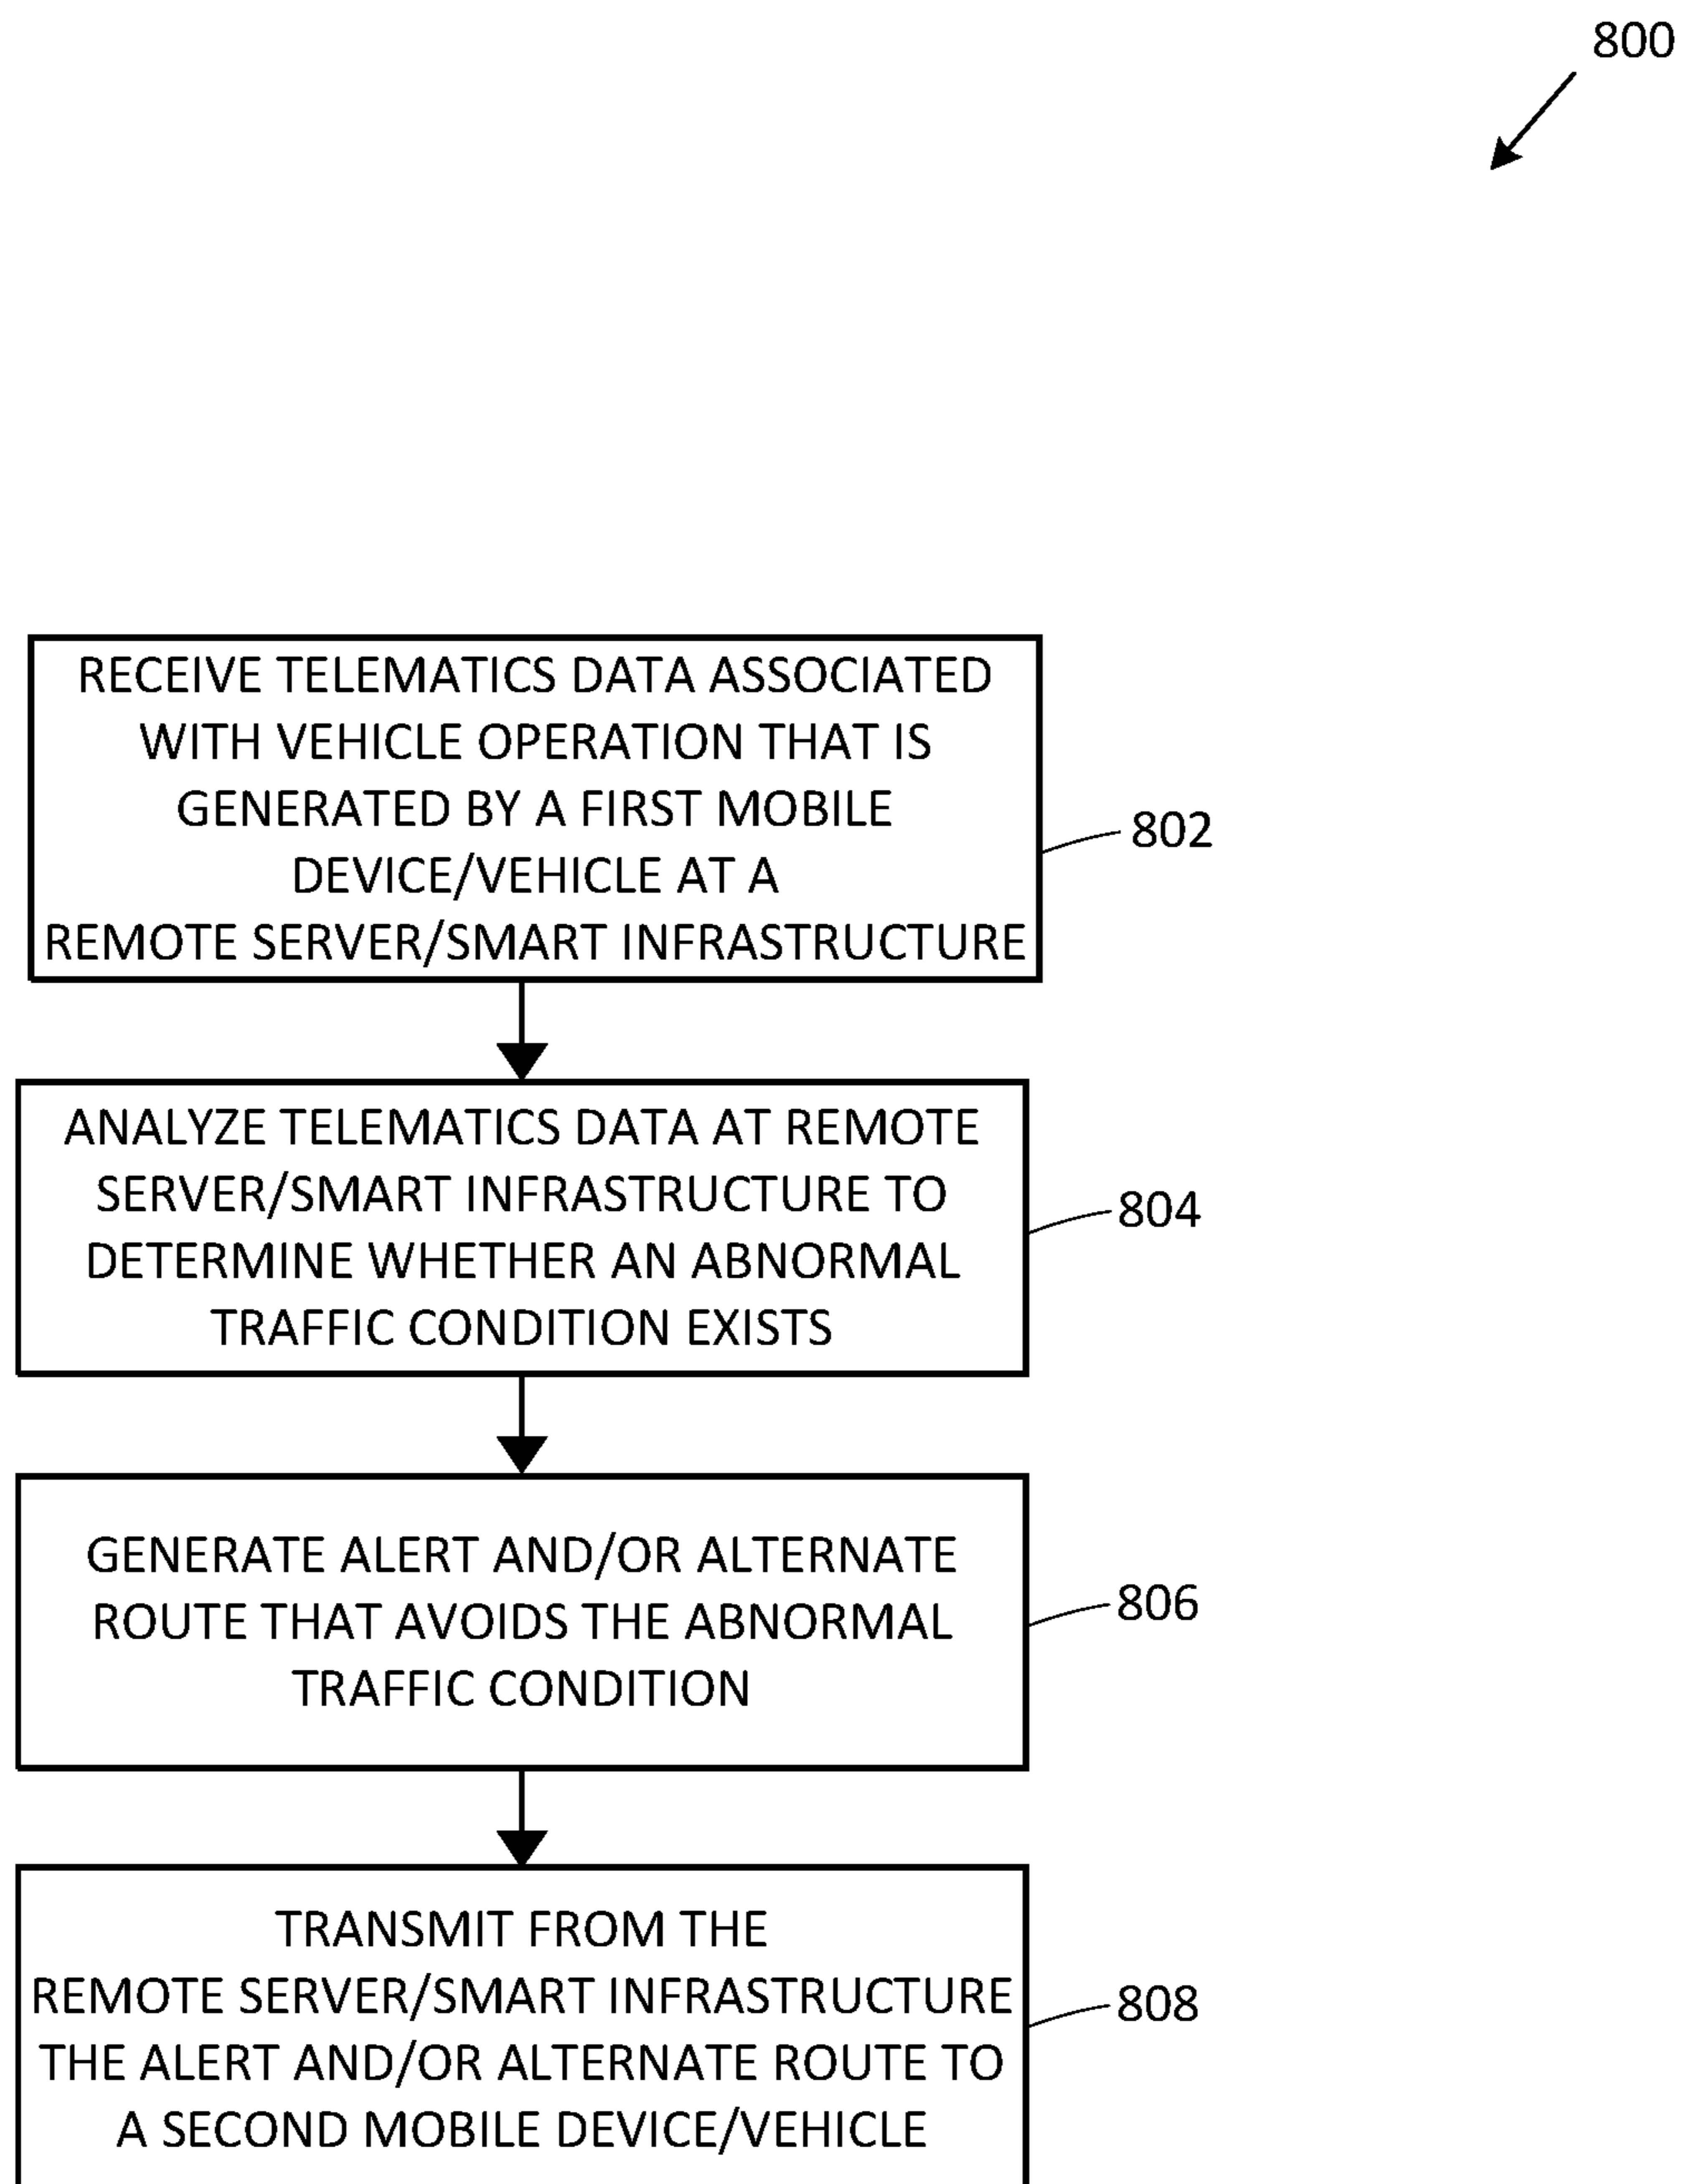 800
RECEIVE TELEMATICS DATA ASSOCIATED
WITH VEHICLE OPERATION THAT IS
GENERATED BY A FIRST MOBILE
DEVICE/VEHICLE AT A
REMOTE SERVER/SMART INFRASTRUCTURE
802
ANALYZE TELEMATICS DATA AT REMOTE
SERVER/SMART INFRASTRUCTURE TO
DETERMINE WHETHER AN ABNORMAL
TRAFFIC CONDITION EXISTS
804
GENERATE ALERT AND/OR ALTERNATE
ROUTE THAT AVOIDS THE ABNORMAL
TRAFFIC CONDITION
806
TRANSMIT FROM THE
REMOTE SERVER/SMART INFRASTRUCTURE
THE ALERT AND/OR ALTERNATE ROUTE TO
A SECOND MOBILE DEVICE/VEHICLE
808